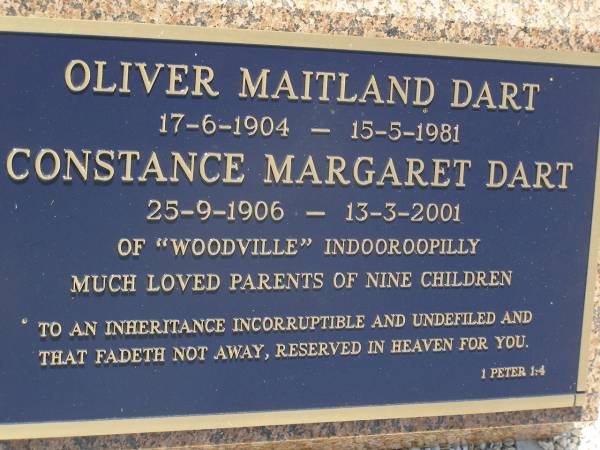 OLIVER MAITLAND DART
17-6-1904 — 15-5-1981
CONSTANCE MARGARET DART
25-9-1906 — 13-3-2001
OF "WOODVILLE" INDOOROOPILLY
MUCH LOVED PARENTS OF NINE CHILDREN
TO AN INHERITANCE INCORRUPTIBLE AND UNDEFILED AND
THAT FADETH NOT AWAY, RESERVED IN HEAVEN FOR YOU.
1 PETER 1:4